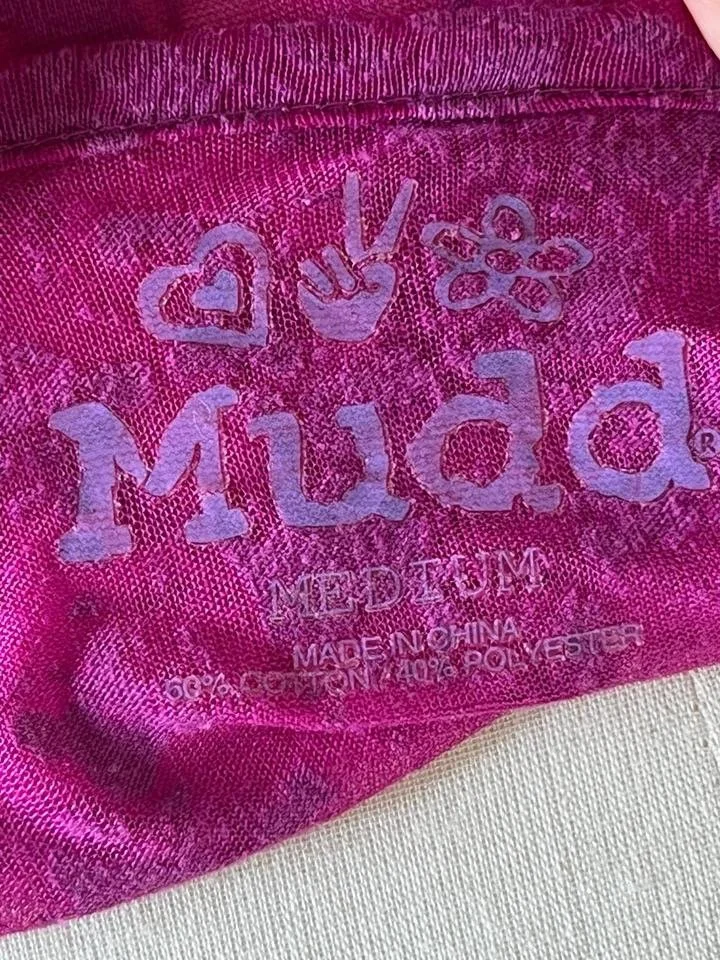 Mudd®
MEDIUM
MADE IN CHINA
60% COTTON / 40% POLYESTER